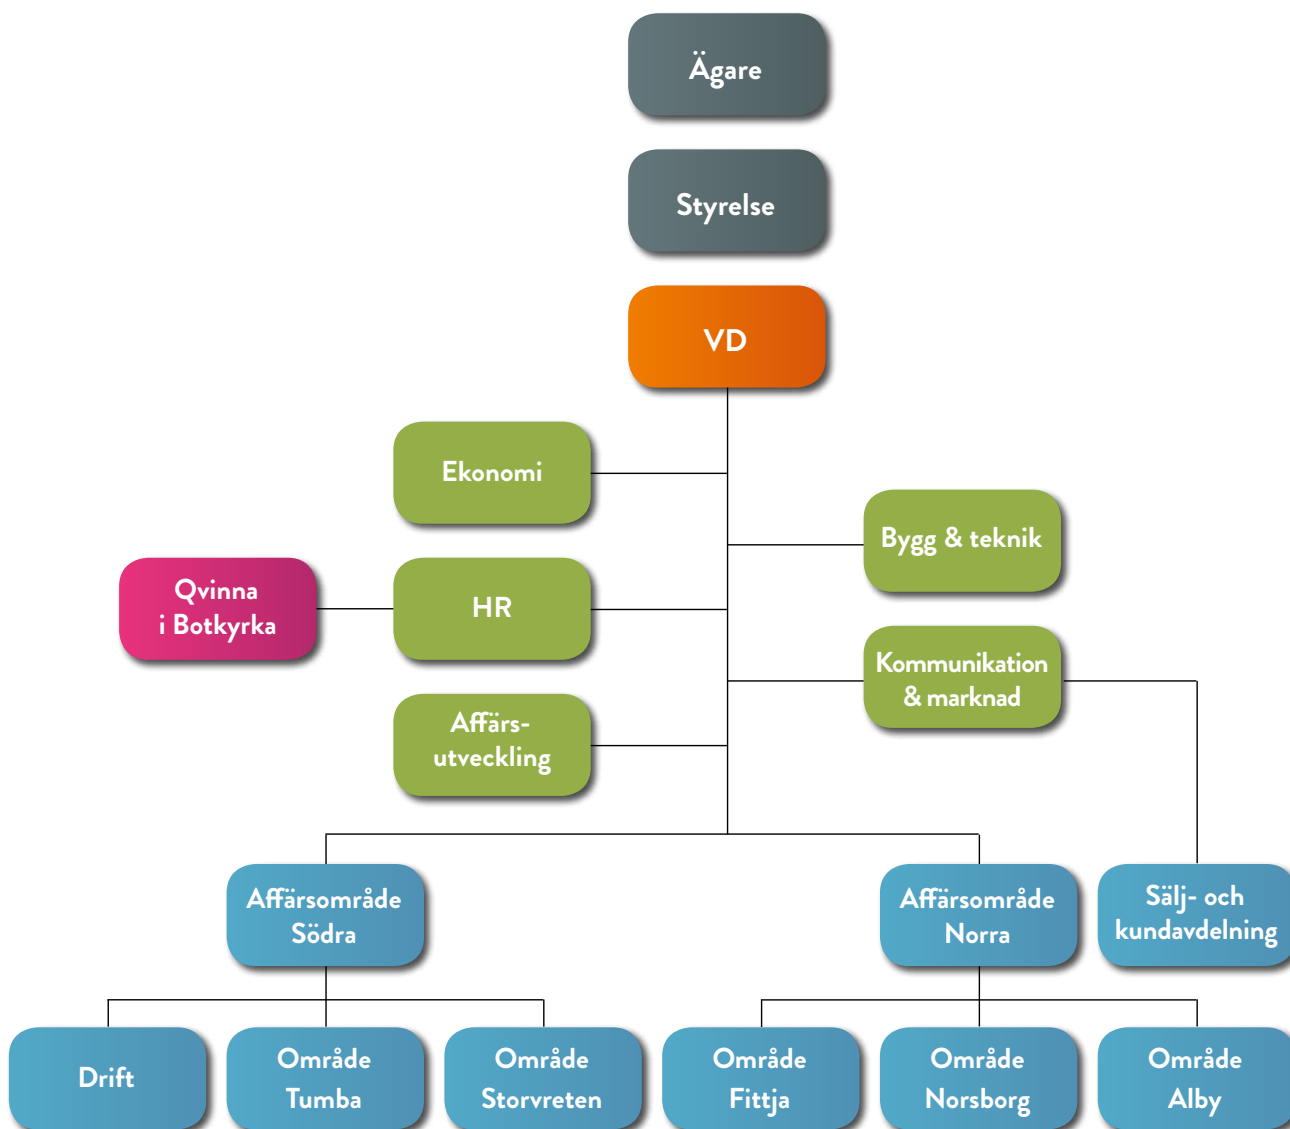 Ägare
Styrelse
VD
Ekonomi
Bygg & teknik
Qvinna
i Botkyrka
HR
Kommunikation
& marknad
Affärs-
utveckling
Affärsområde
Södra
Affärsområde
Norra
Sälj- och
kundavdelning
Drift
Område
Tumba
Område
Storvreten
Område
Fittja
Område
Norsborg
Område
Alby